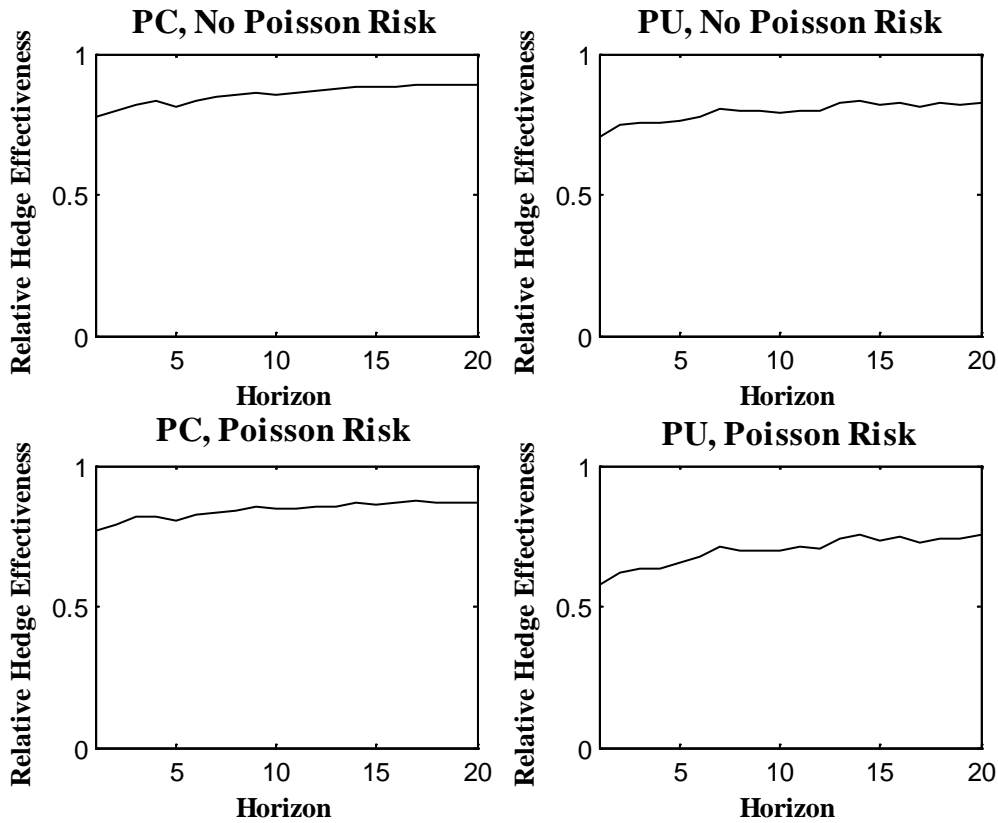 PC, No Poisson Risk
Relative Hedge Effectiveness
1
0.5
0
5 10 15 20
Horizon
PU, No Poisson Risk
Relative Hedge Effectiveness
1
0.5
0
5 10 15 20
Horizon
PC, Poisson Risk
Relative Hedge Effectiveness
1
0.5
0
5 10 15 20
Horizon
PU, Poisson Risk
Relative Hedge Effectiveness
1
0.5
0
5 10 15 20
Horizon